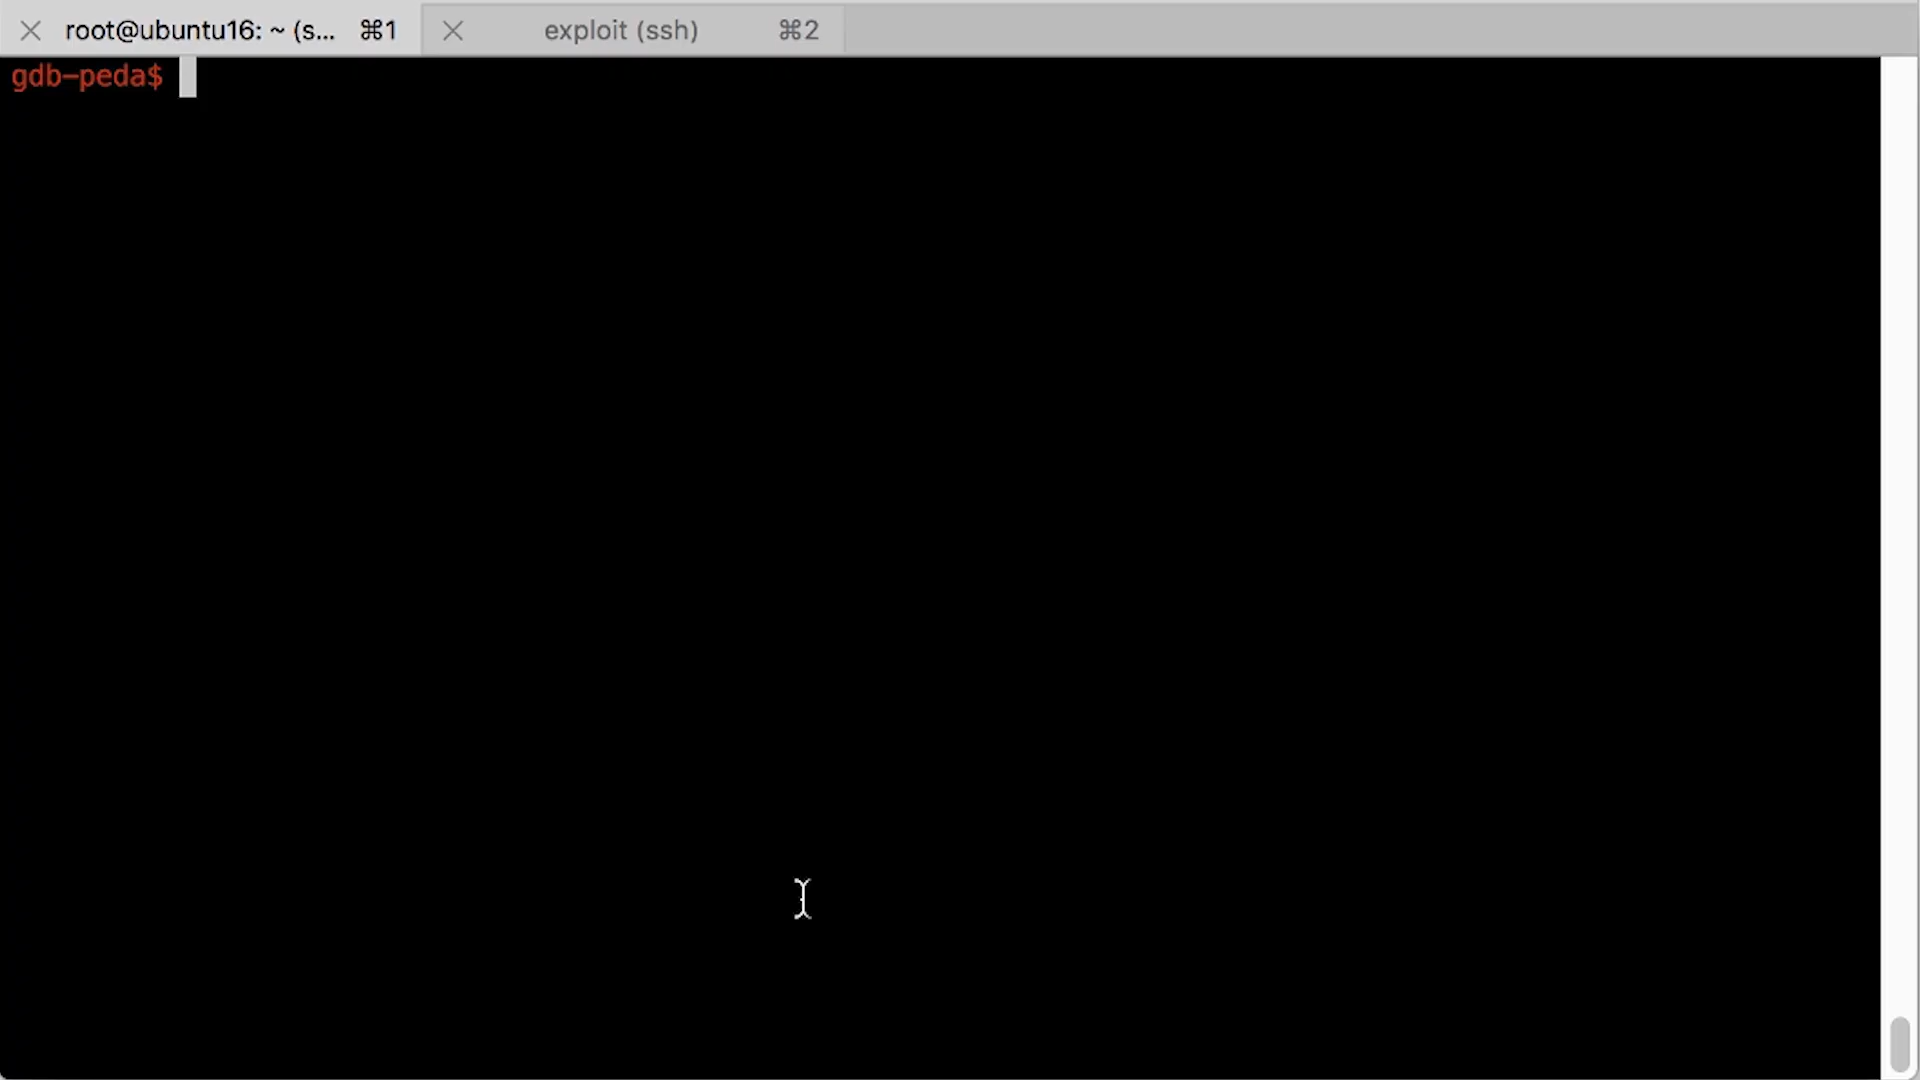 root@ubuntu16: ~ (s... ⌘1
exploit (ssh) ⌘2
gdb-peda$